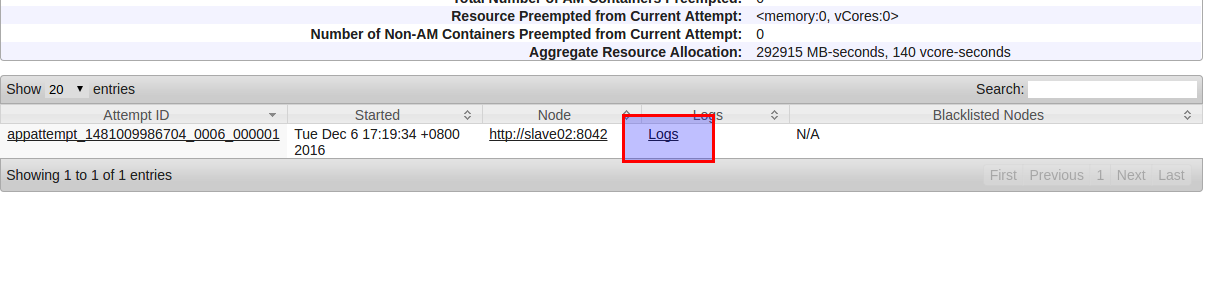 Total Number of AM Containers Preempted: 0
Resource Preempted from Current Attempt: <memory:0, vCores:0>
Number of Non-AM Containers Preempted from Current Attempt: 0
Aggregate Resource Allocation: 292915 MB-seconds, 140 vcore-seconds
Show 20 entries Search:
Attempt ID Started Node Logs Blacklisted Nodes
appattempt_1481009986704_0006_000001 Tue Dec 6 17:19:34 +0800 http://slave02:8042 Logs N/A
2016
Showing 1 to 1 of 1 entries First Previous 1 Next Last